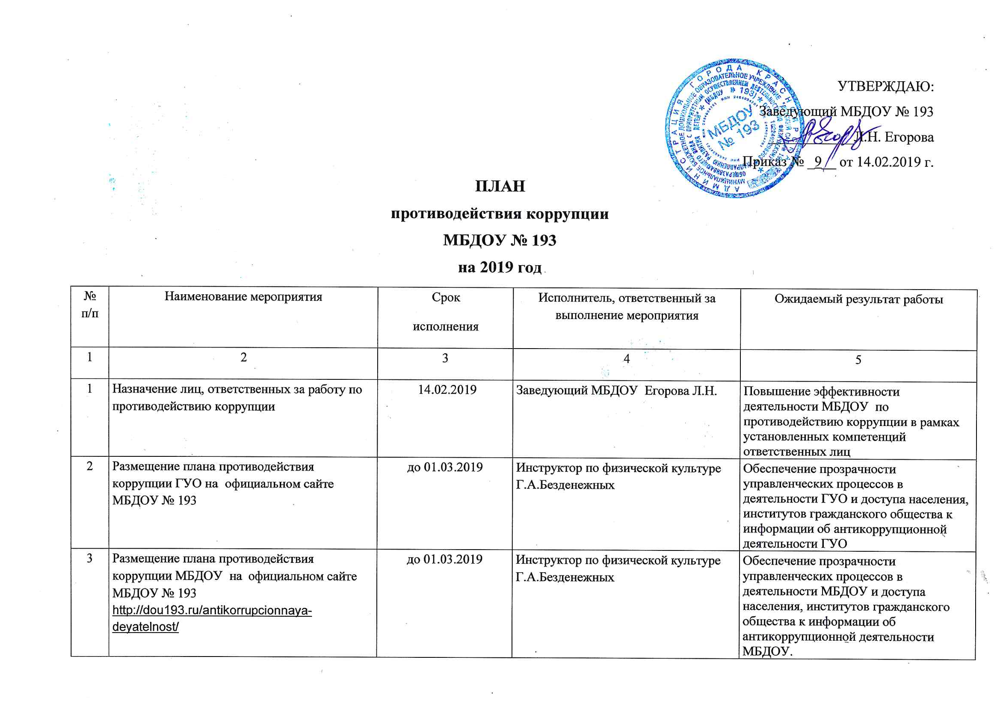 УТВЕРЖДАЮ:
Заведующий МБДОУ № 193
Л.Н. Егорова
Приказ № _9__ от 14.02.2019 г.
АДМИНИСТРАЦИЯ ГОРОДА КРАСНОЯРСКА
МБДОУ
№ 193
ПЛАН
противодействия коррупции
МБДОУ № 193
на 2019 год
№
п/п
Наименование мероприятия
Срок
исполнения
Исполнитель, ответственный за
выполнение мероприятия
Ожидаемый результат работы
1
2
3
4
5
1
Назначение лиц, ответственных за работу по
противодействию коррупции
14.02.2019
Заведующий МБДОУ Егорова Л.Н.
Повышение эффективности
деятельности МБДОУ по
противодействию коррупции в рамках
установленных компетенций
ответственных лиц
2
Размещение плана противодействия
коррупции ГУО на официальном сайте
МБДОУ № 193
до 01.03.2019
Инструктор по физической культуре
Г.А.Безденежных
Обеспечение прозрачности
управленческих процессов в
деятельности ГУО и доступа населения,
институтов гражданского общества к
информации об антикоррупционной
деятельности ГУО
3
Размещение плана противодействия
коррупции МБДОУ на официальном сайте
МБДОУ № 193
http://dou193.ru/antikorrupcionnaya-
deyatelnost/
до 01.03.2019
Инструктор по физической культуре
Г.А.Безденежных
Обеспечение прозрачности
управленческих процессов в
деятельности МБДОУ и доступа
населения, институтов гражданского
общества к информации об
антикоррупционной деятельности
МБДОУ.